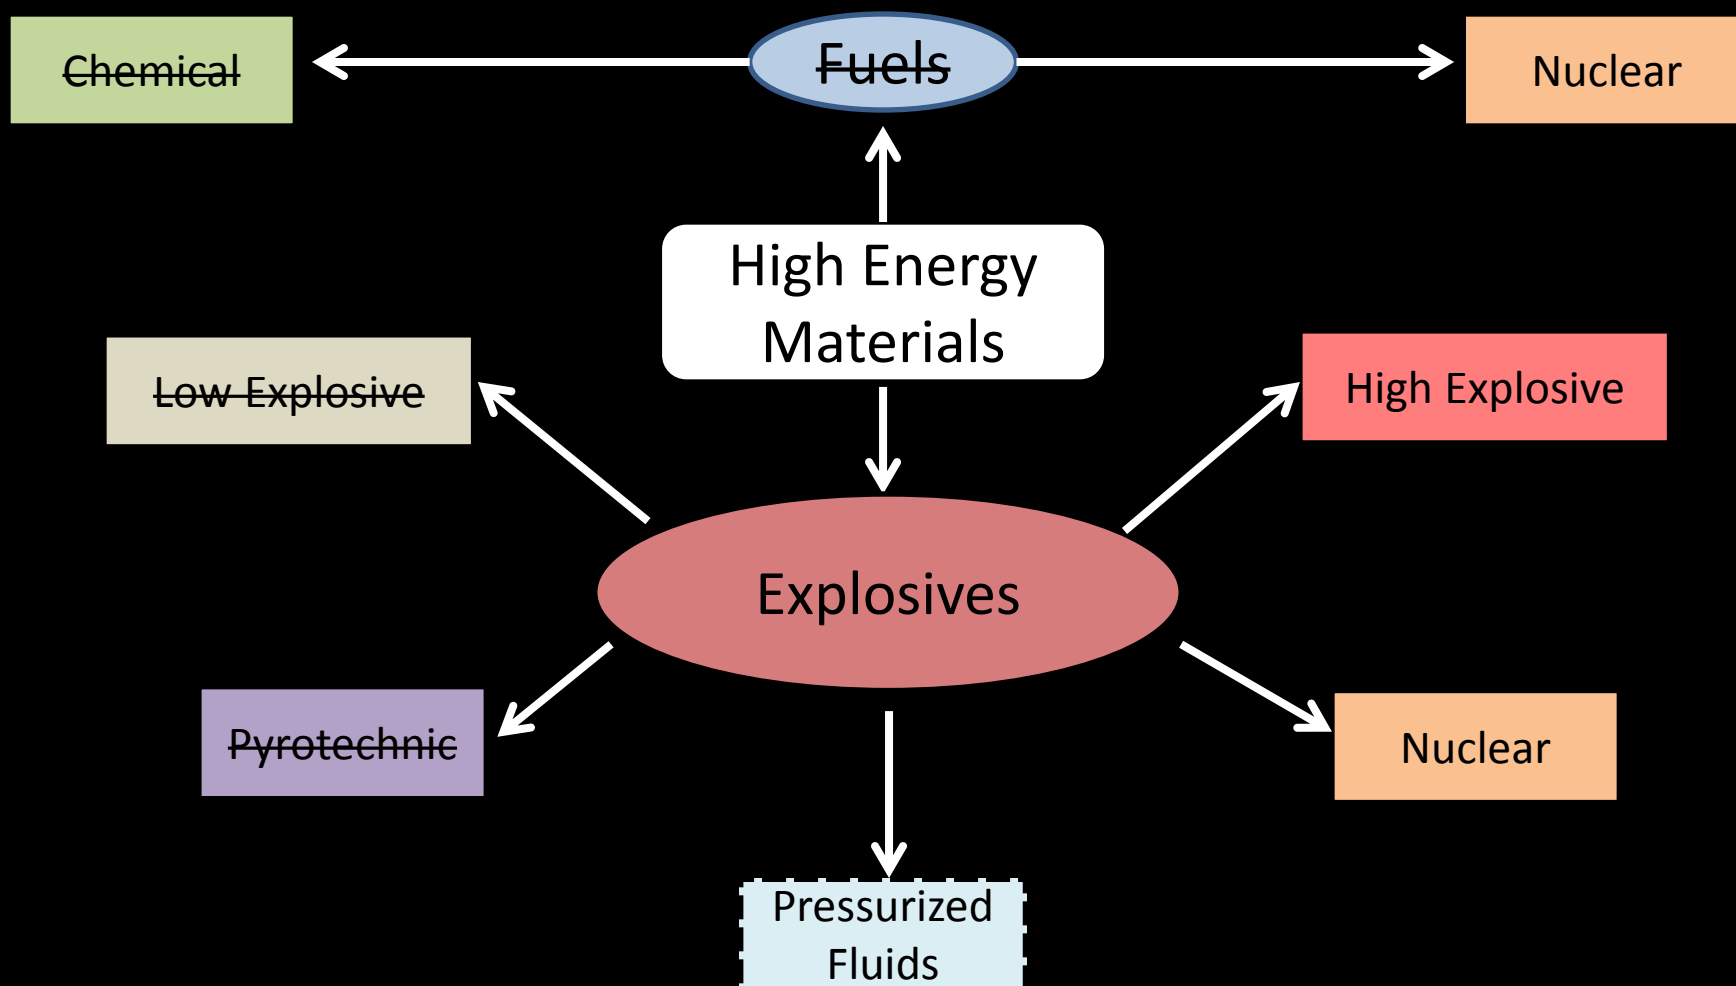 Chemical
Fuels
Nuclear
High Energy
Materials
Low Explosive
High Explosive
Explosives
Pyrotechnic
Nuclear
Pressurized
Fluids